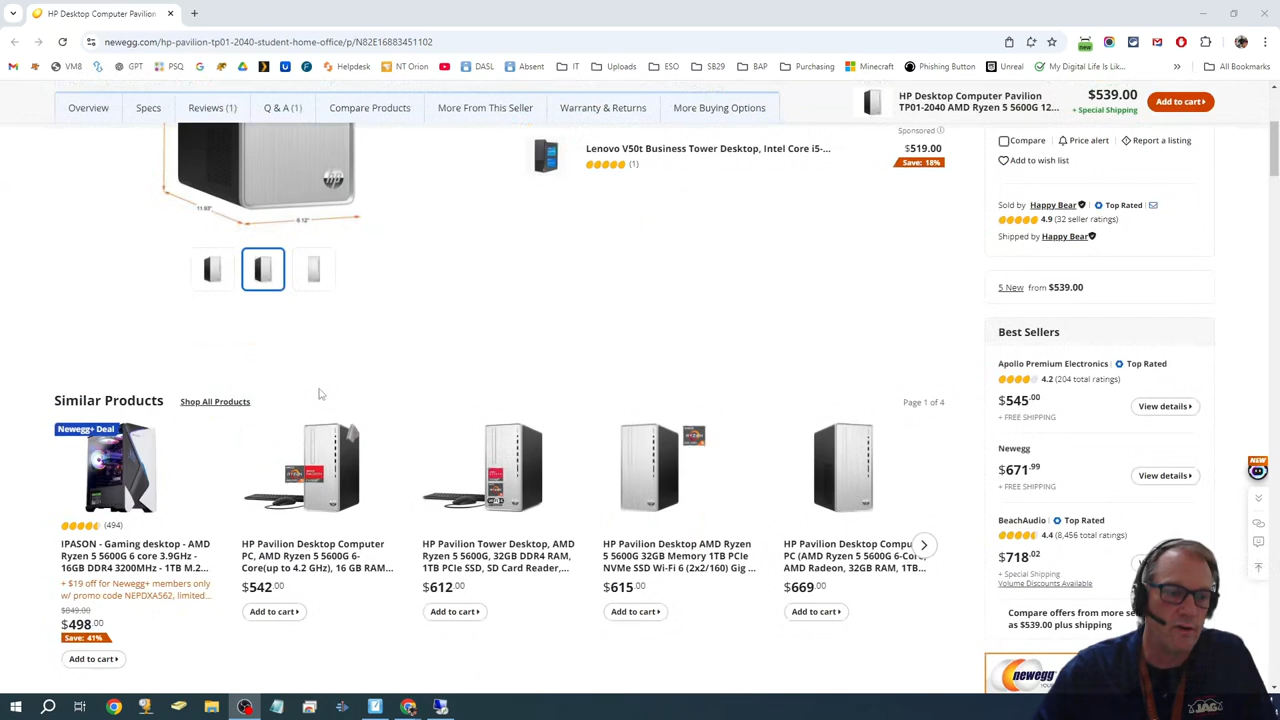 HP Desktop Computer Pavilion
newegg.com/hp-pavilion-tp01-2040-student-home-office/p/N82E16883451102
new
VM8
GPT
PSQ
Helpdesk
NT Orion
DASL
Absent
IT
Uploads
ESO
SB29
BAP
Purchasing
Minecraft
Phishing Button
Unreal
My Digital Life Is Lik...
All Bookmarks
Overview
Specs
Reviews (1)
Q & A (1)
Compare Products
More From This Seller
Warranty & Returns
More Buying Options
HP Desktop Computer Pavilion
TP01-2040 AMD Ryzen 5 5600G 12...
$539.00
+ Special Shipping
Add to cart
11.93"
6.12"
hp
Sponsored
Lenovo V50t Business Tower Desktop, Intel Core i5-...
(1)
$519.00
Save: 18%
Compare
Price alert
Report a listing
Add to wish list
Sold by Happy Bear
Top Rated
4.9 (32 seller ratings)
Shipped by Happy Bear
5 New from $539.00
Best Sellers
Apollo Premium Electronics
Top Rated
4.2 (204 total ratings)
$545.00
+ FREE SHIPPING
View details
Newegg
$671.99
+ FREE SHIPPING
View details
BeachAudio
Top Rated
4.4 (8,456 total ratings)
$718.02
+ Special Shipping
Volume Discounts Available
Compare offers from more se
as $539.00 plus shipping
newegg
NEW
Similar Products
Shop All Products
Page 1 of 4
Newegg+ Deal
(494)
IPASON - Gaming desktop - AMD
Ryzen 5 5600G 6 core 3.9GHz -
16GB DDR4 3200MHz - 1TB M.2...
+ $19 off for Newegg+ members only
w/ promo code NEPDXA562, limited...
$849.00
$498.00
Save: 41%
Add to cart
HP Pavilion Desktop Computer
PC, AMD Ryzen 5 5600G 6-
Core(up to 4.2 GHz), 16 GB RAM...
$542.00
Add to cart
HP Pavilion Tower Desktop, AMD
Ryzen 5 5600G, 32GB DDR4 RAM,
1TB PCIe SSD, SD Card Reader,...
$612.00
Add to cart
HP Pavilion Desktop AMD Ryzen
5 5600G 32GB Memory 1TB PCIe
NVMe SSD Wi-Fi 6 (2x2/160) Gig ...
$615.00
Add to cart
HP Pavilion Desktop Compu
PC (AMD Ryzen 5 5600G 6-Cor
AMD Radeon, 32GB RAM, 1TB...
$669.00
Add to cart
JAG